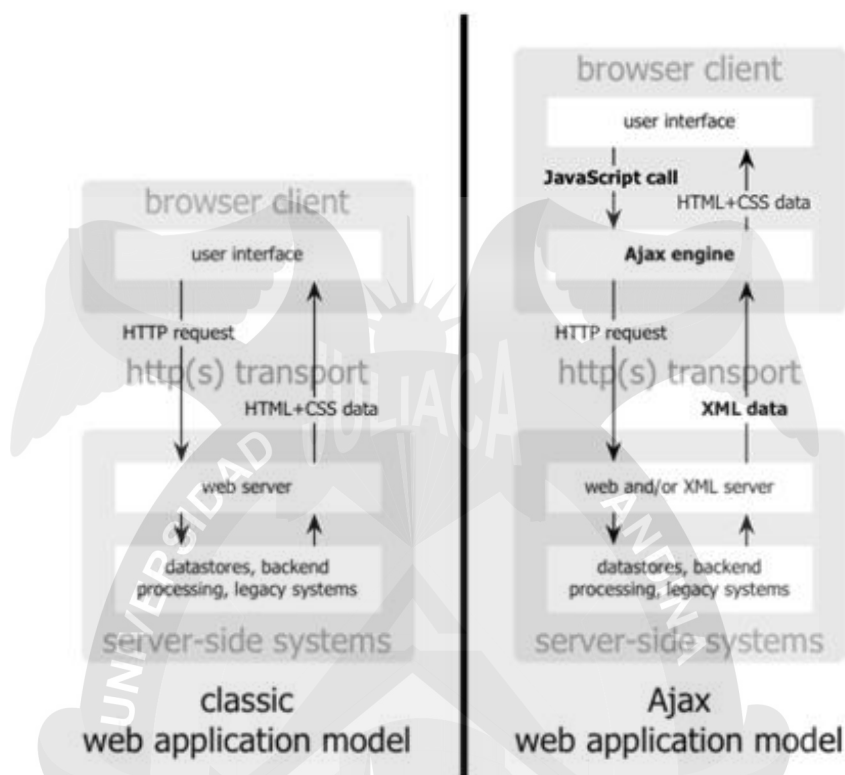 browser client
user interface
HTTP request
http(s) transport
HTML+CSS data
web server
datastores, backend
processing, legacy systems
server-side systems
classic
web application model
browser client
user interface
JavaScript call
HTML+CSS data
Ajax engine
HTTP request
http(s) transport
XML data
web and/or XML server
datastores, backend
processing, legacy systems
server-side systems
Ajax
web application model
UNIVERSIDAD ANDINA
JULIACA